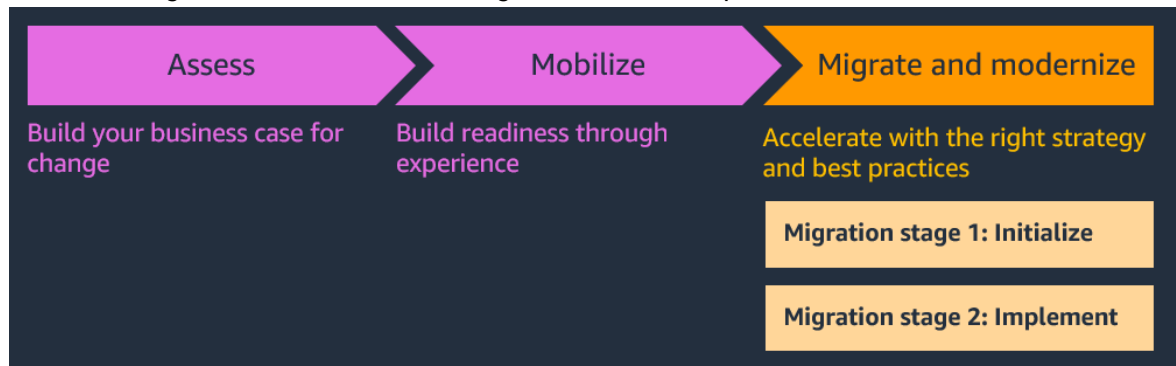 Assess
Mobilize
Migrate and modernize
Build your business case for
change
Build readiness through
experience
Accelerate with the right strategy
and best practices
Migration stage 1: Initialize
Migration stage 2: Implement